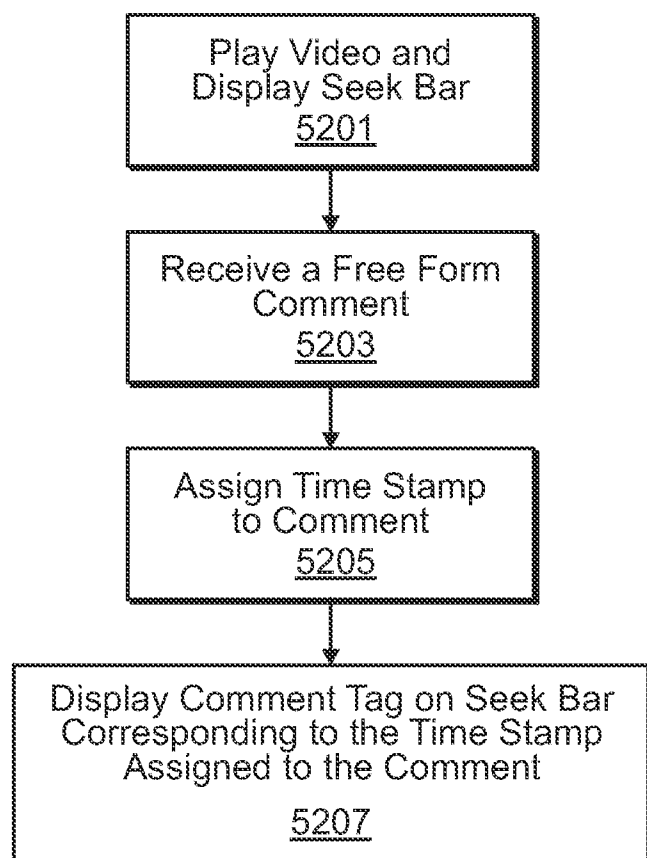 Play Video and
Display Seek Bar
5201
Receive a Free Form
Comment
5203
Assign Time Stamp
to Comment
5205
Display Comment Tag on Seek Bar
Corresponding to the Time Stamp
Assigned to the Comment
5207